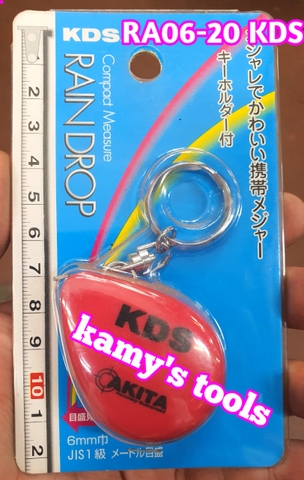 KDS RA06-20 KDS
Compact Measure
RAIN DROP
オシャレでかわいい携帯メジャー
キーホルダー付
1
2
3
4
5
6
7
8
9
10
1
2
KDS
AKITA
kamy's tools
6mm巾
JIS1級 メートル目盛